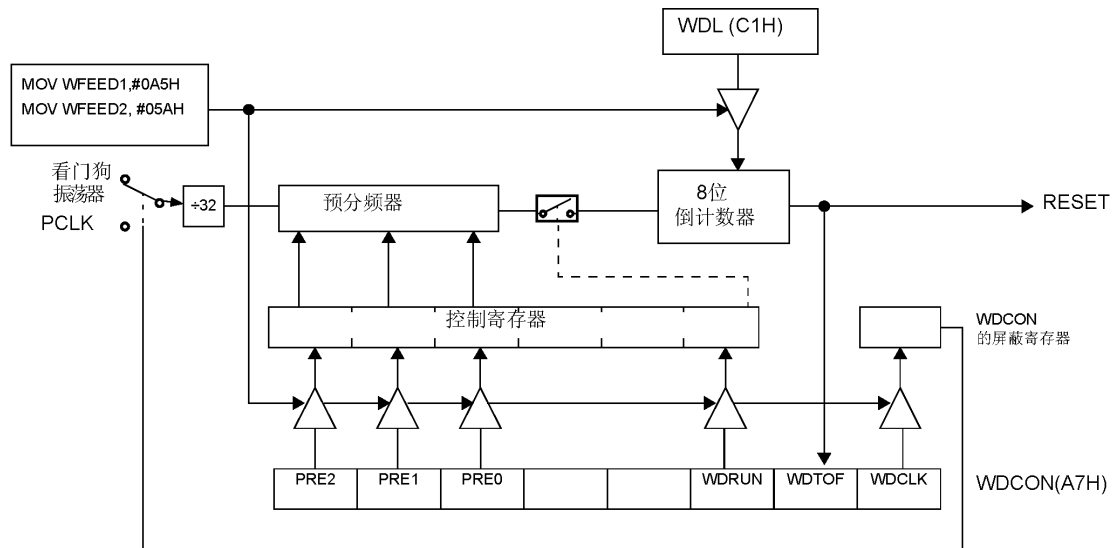 WDL (C1H)
MOV WFEED1,#0A5H
MOV WFEED2, #05AH
看门狗
振荡器
PCLK
÷32
预分频器
8位
倒计数器
RESET
控制寄存器
WDCON
的屏蔽寄存器
PRE2
PRE1
PRE0
WDRUN
WDTOF
WDCLK
WDCON(A7H)